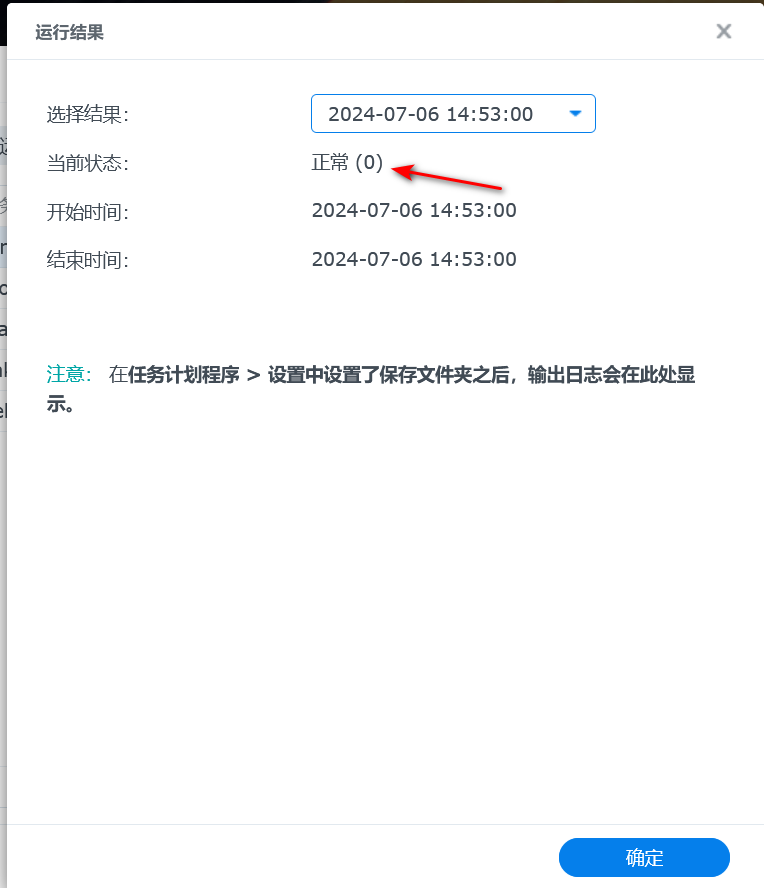 运行结果
选择结果: 2024-07-06 14:53:00
当前状态: 正常 (0)
开始时间: 2024-07-06 14:53:00
结束时间: 2024-07-06 14:53:00
注意: 在任务计划程序 > 设置中设置了保存文件夹之后，输出日志会在此处显
示。
确定